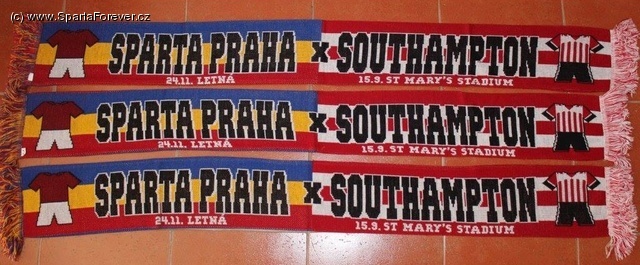 (c) www.SpartaForever.cz
SPARTA PRAHA x SOUTHAMPTON
24.11. LETNÁ 15.9. ST MARY'S STADIUM
SPARTA PRAHA x SOUTHAMPTON
24.11. LETNÁ 15.9. ST MARY'S STADIUM
SPARTA PRAHA x SOUTHAMPTON
24.11. LETNÁ 15.9. ST MARY'S STADIUM